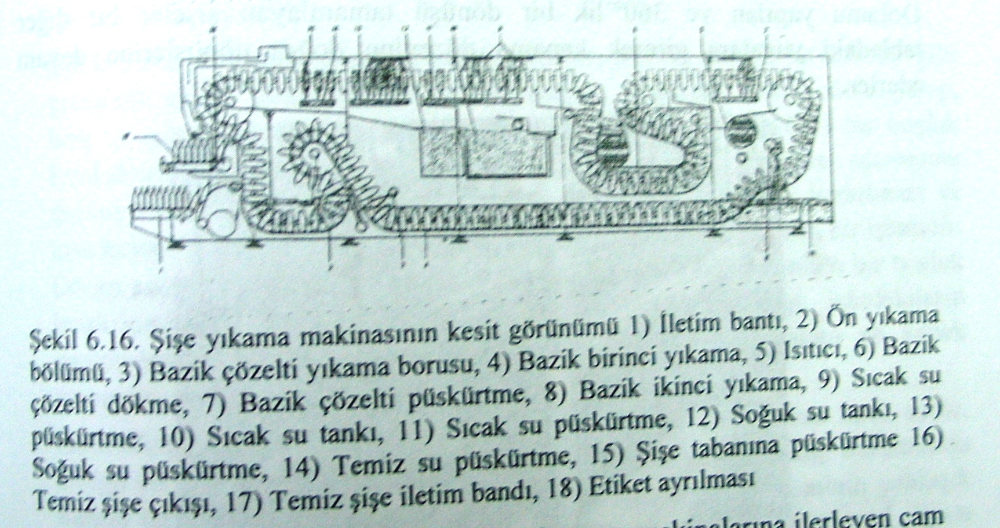 Şekil 6.16. Şişe yıkama makinasının kesit görünümü 1) İletim bantı, 2) Ön yıkama
bölümü, 3) Bazik çözelti yıkama borusu, 4) Bazik birinci yıkama, 5) Isıtıcı, 6) Bazik
çözelti dökme, 7) Bazik çözelti püskürtme, 8) Bazik ikinci yıkama, 9) Sıcak su
püskürtme, 10) Sıcak su tankı, 11) Sıcak su püskürtme, 12) Soğuk su tankı, 13)
Soğuk su püskürtme, 14) Temiz su püskürtme, 15) Şişe tabanına püskürtme 16)
Temiz şişe çıkışı, 17) Temiz şişe iletim bandı, 18) Etiket ayrılması
ilerleyen cam